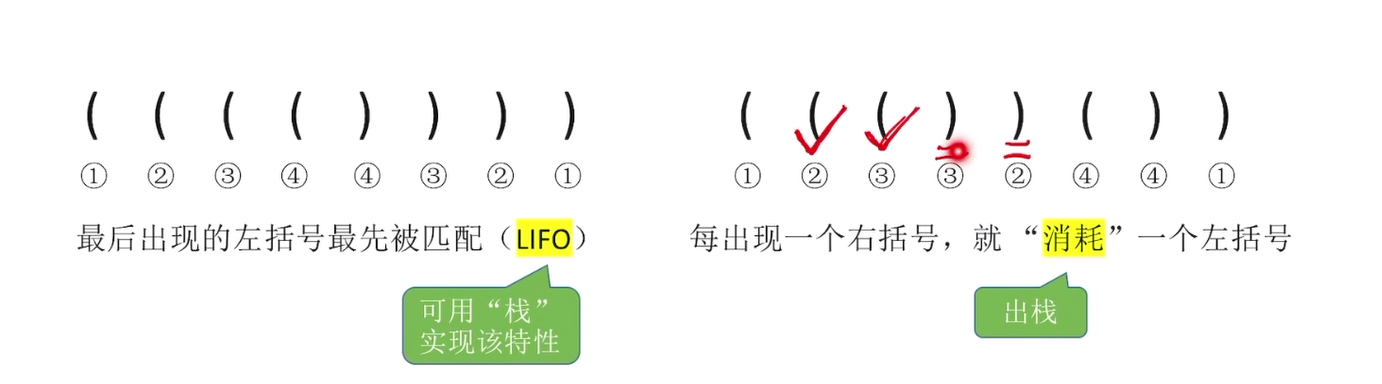 ( ( ( ( ) ) ) )
① ② ③ ④ ④ ③ ② ①
最后出现的左括号最先被匹配（LIFO）
可用“栈”
实现该特性
( ( ( ) ) ( ) )
① ② ③ ③ ② ④ ④ ①
每出现一个右括号，就“消耗”一个左括号
出栈